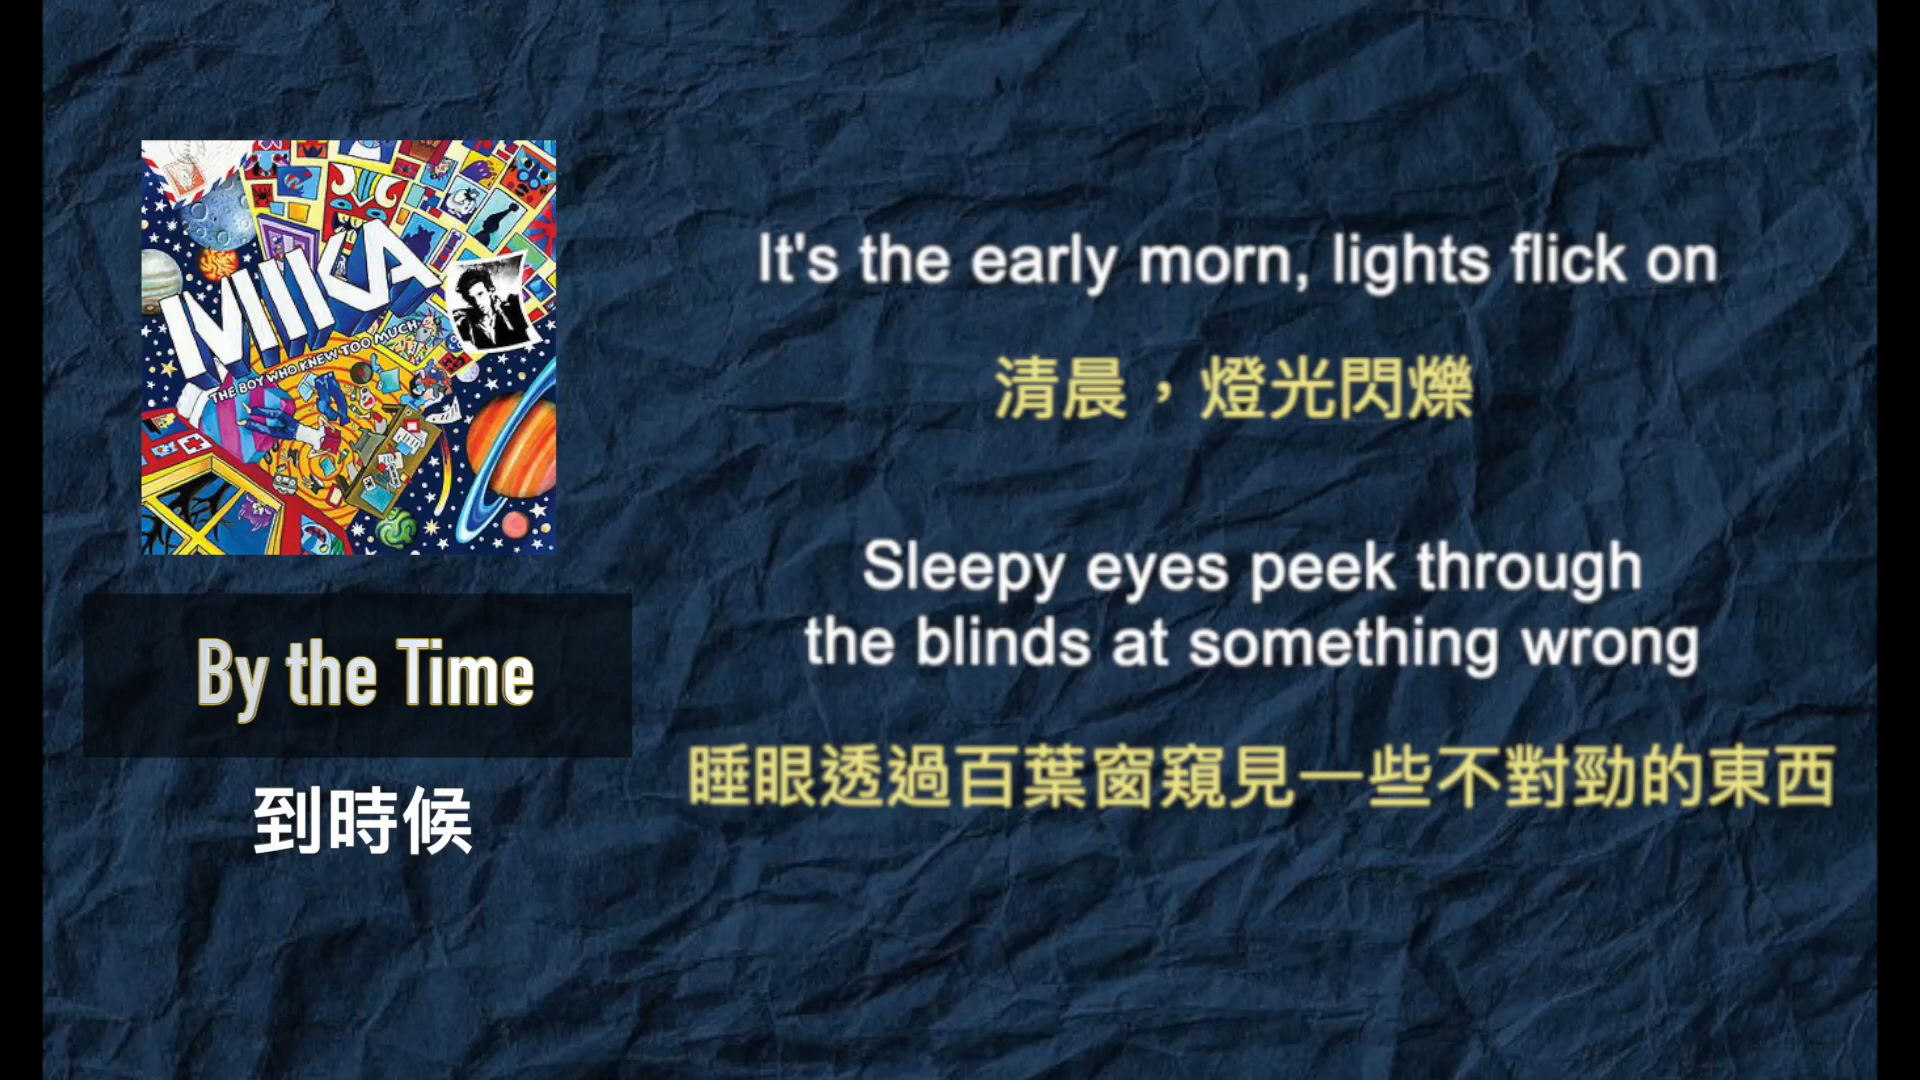 MIKA
THE BOY WHO KNEW TOO MUCH
By the Time
到時候
It's the early morn, lights flick on
清晨，燈光閃爍
Sleepy eyes peek through
the blinds at something wrong
睡眼透過百葉窗窺見一些不對勁的東西